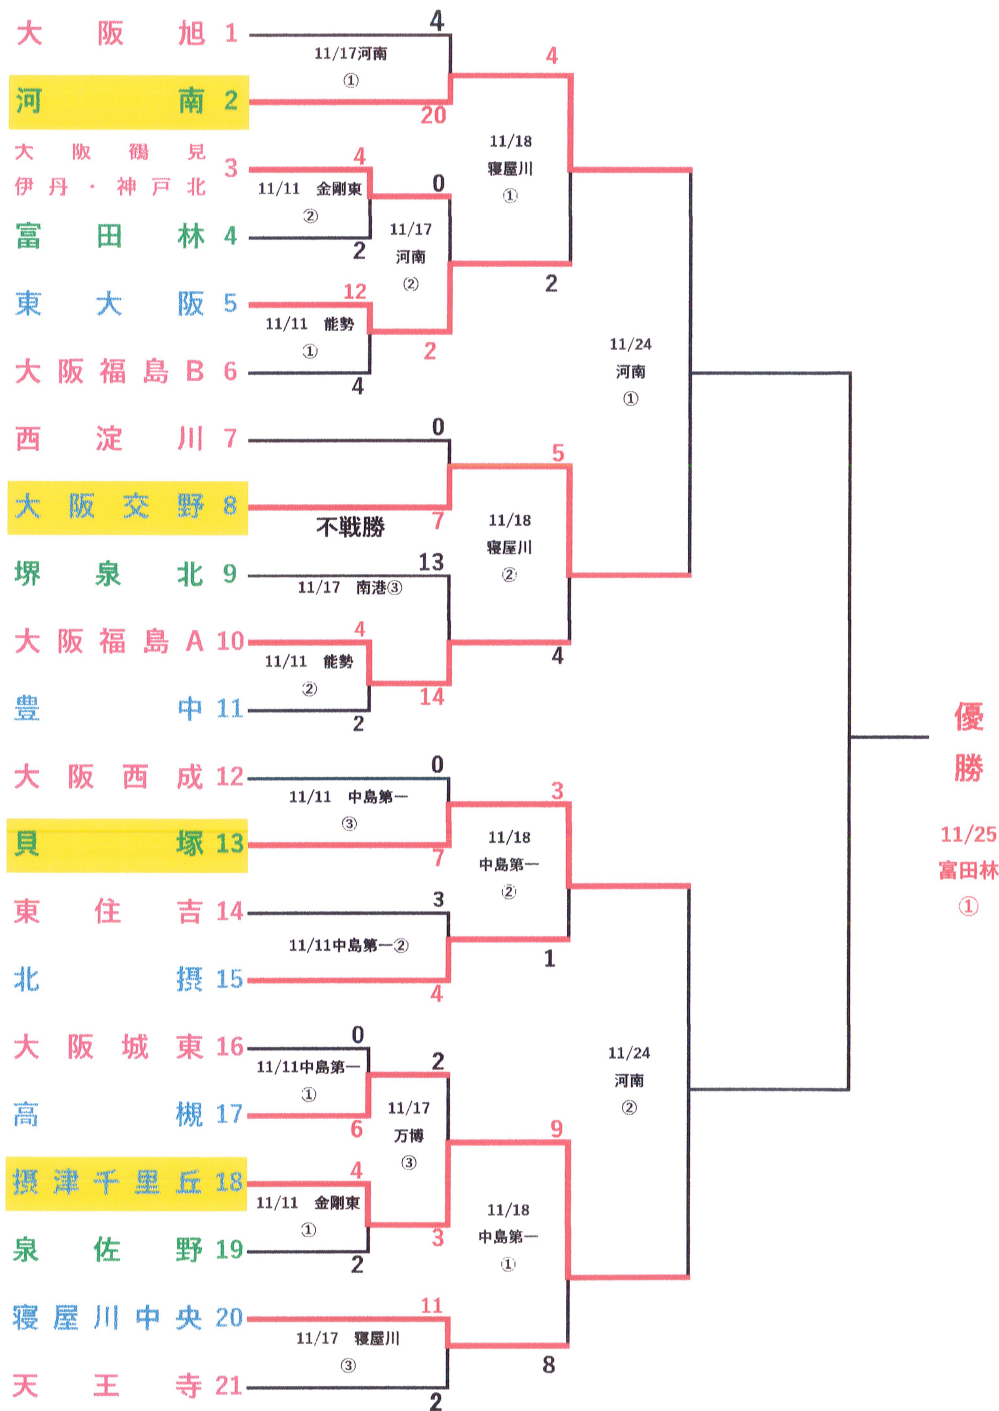 大阪旭 1
4
11/17河南
①
4
河南 2
20
大阪鶴見
伊丹・神戸北
3
4
11/11 金剛東
②
0
11/18
寝屋川
①
富田林 4
2
11/17
河南
②
東大阪 5
12
11/11 能勢
①
2
2
大阪福島B 6
4
11/24
河南
①
西淀川 7
0
5
大阪交野 8
7
不戦勝
11/18
寝屋川
②
堺泉北 9
13
11/17 南港③
大阪福島A 10
4
11/11 能勢
②
14
4
豊中 11
2
優勝
11/25
富田林
①
大阪西成 12
0
11/11 中島第一
③
3
貝塚 13
7
11/18
中島第一
②
東住吉 14
3
11/11中島第一②
1
北摂 15
4
大阪城東 16
0
11/11中島第一
①
2
11/24
河南
②
高槻 17
6
11/17
万博
③
9
摂津千里丘 18
4
11/11 金剛東
①
3
11/18
中島第一
①
泉佐野 19
2
寝屋川中央 20
11
11/17 寝屋川
③
8
天王寺 21
2